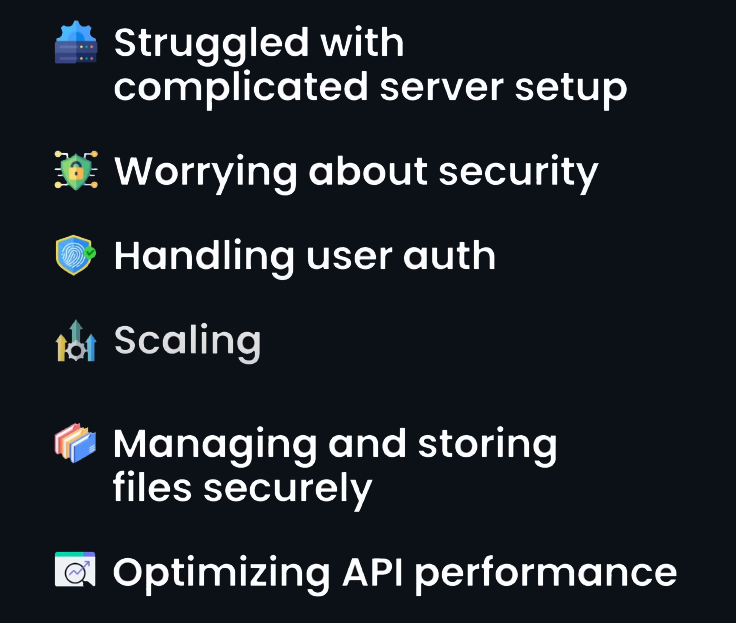 Struggled with
complicated server setup
Worrying about security
Handling user auth
Scaling
Managing and storing
files securely
Optimizing API performance